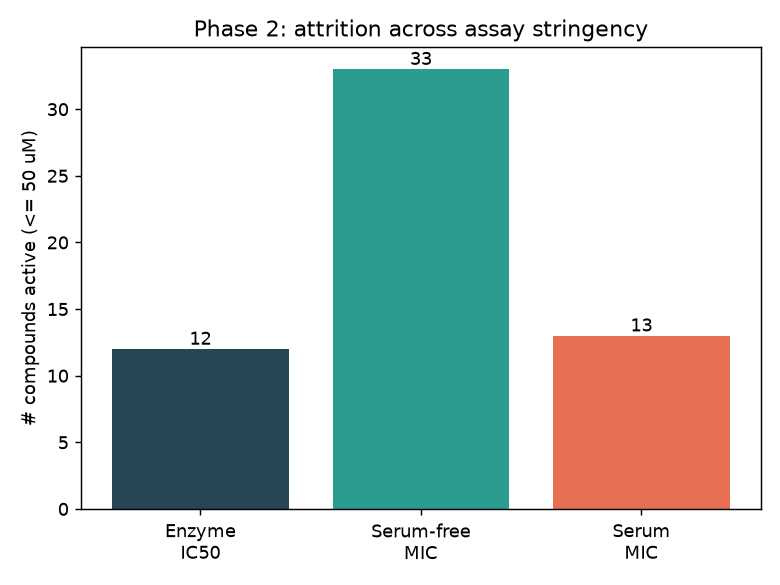 Phase 2: attrition across assay stringency
# compounds active (<= 50 uM)
30
25
20
15
10
5
0
12
33
13
Enzyme
IC50
Serum-free
MIC
Serum
MIC